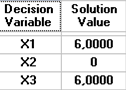 Decision Solution
Variable Value
X1 6,0000
X2 0
X3 6,0000